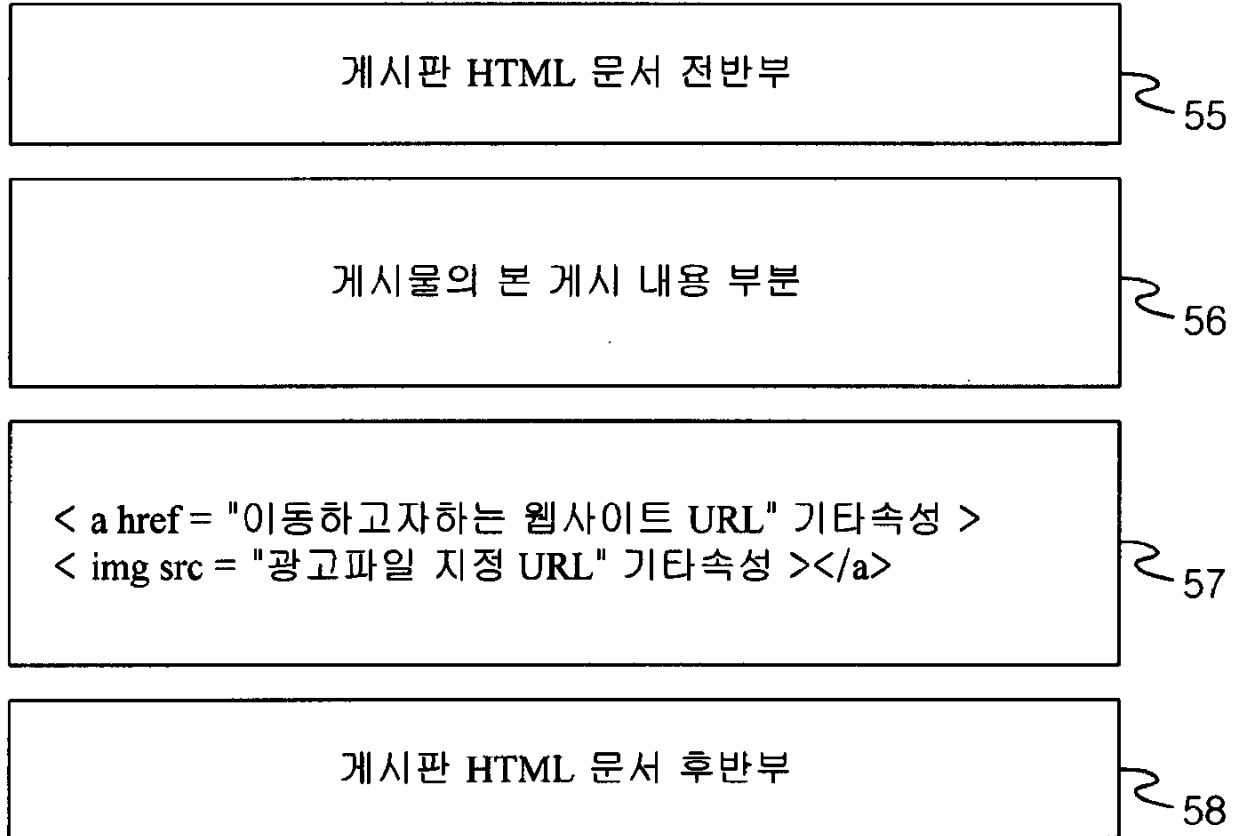 게시판 HTML 문서 전반부
55
게시물의 본 게시 내용 부분
56
< a href = "이동하고자하는 웹사이트 URL" 기타속성 >
< img src = "광고파일 지정 URL" 기타속성 ></a>
57
게시판 HTML 문서 후반부
58